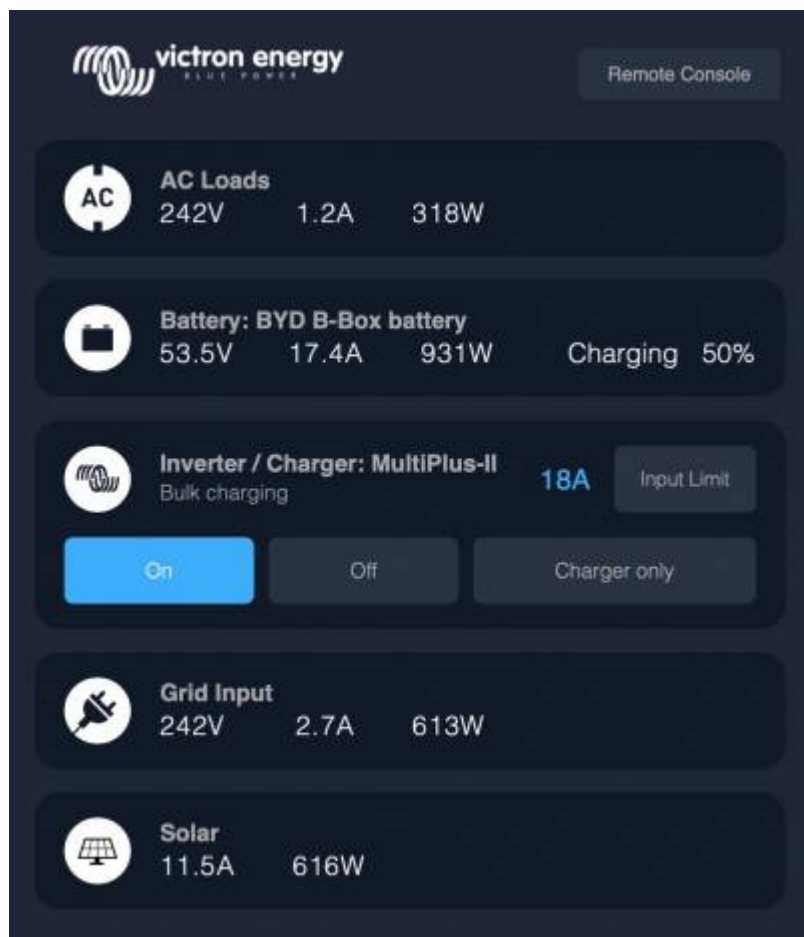 victron energy
BLUE POWER
Remote Console
AC
AC Loads
242V 1.2A 318W
Battery: BYD B-Box battery
53.5V 17.4A 931W Charging 50%
Inverter / Charger: MultiPlus-II
Bulk charging
18A Input Limit
On Off Charger only
Grid Input
242V 2.7A 613W
Solar
11.5A 616W